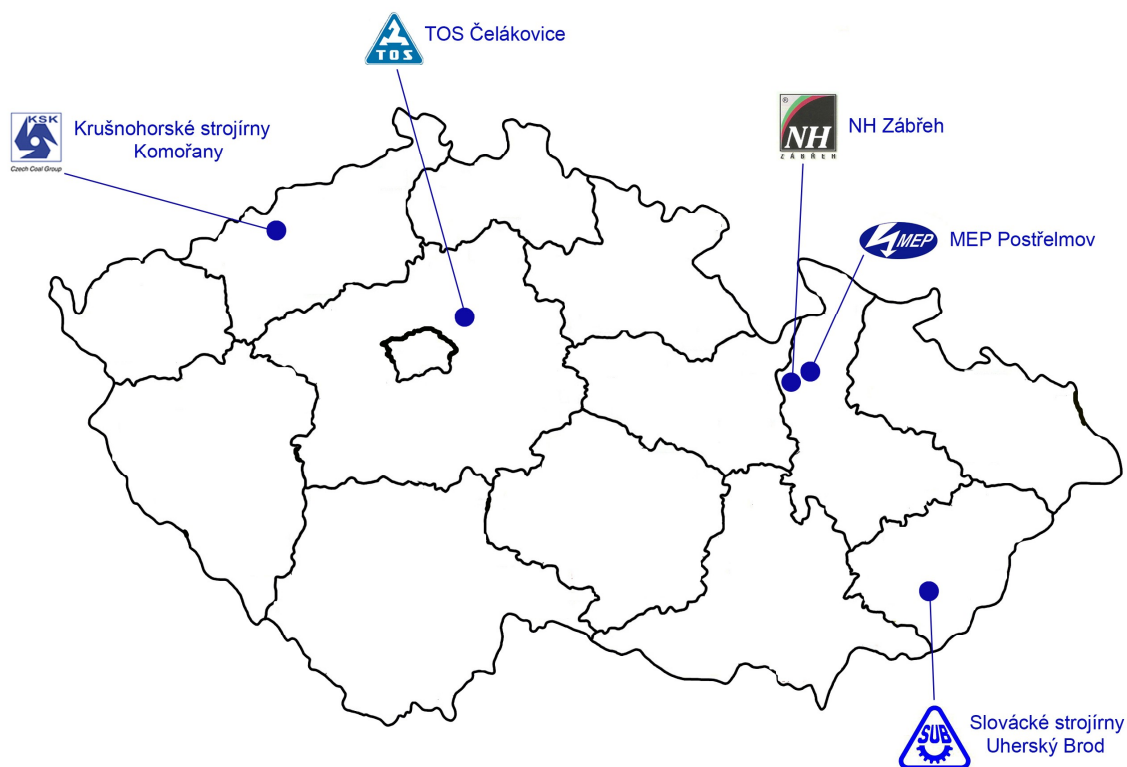 2
TOS
TOS Čelákovice
KSK
Czech Coal Group
Krušnohorské strojírny
Komořany
®
NH
ZÁBŘEH
NH Zábřeh
MEP
MEP Postřelmov
SUB
Slovácké strojírny
Uherský Brod